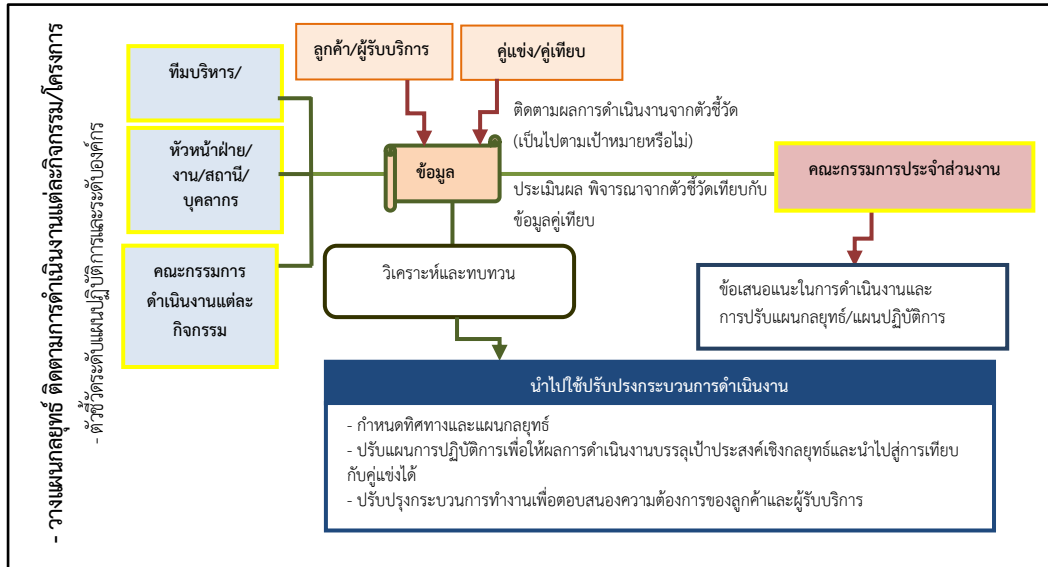 - วางแผนกลยุทธ์ ติดตามการดำเนินงานแต่ละกิจกรรม/โครงการ
- ตัวชี้วัดระดับแผนปฏิบัติการและระดับองค์กร
ทีมบริหาร/
หัวหน้าฝ่าย/
งาน/สถานี/
บุคลากร
คณะกรรมการ
ดำเนินงานแต่ละ
กิจกรรม
ลูกค้า/ผู้รับบริการ
คู่แข่ง/คู่เทียบ
ข้อมูล
ติดตามผลการดำเนินงานจากตัวชี้วัด
(เป็นไปตามเป้าหมายหรือไม่)
ประเมินผล พิจารณาจากตัวชี้วัดเทียบกับ
ข้อมูลคู่เทียบ
คณะกรรมการประจำส่วนงาน
วิเคราะห์และทบทวน
ข้อเสนอแนะในการดำเนินงานและ
การปรับแผนกลยุทธ์/แผนปฏิบัติการ
นำไปใช้ปรับปรุงกระบวนการดำเนินงาน
- กำหนดทิศทางและแผนกลยุทธ์
- ปรับแผนการปฏิบัติการเพื่อให้ผลการดำเนินงานบรรลุเป้าประสงค์เชิงกลยุทธ์และนำไปสู่การเทียบ
กับคู่แข่งได้
- ปรับปรุงกระบวนการทำงานเพื่อตอบสนองความต้องการของลูกค้าและผู้รับบริการ